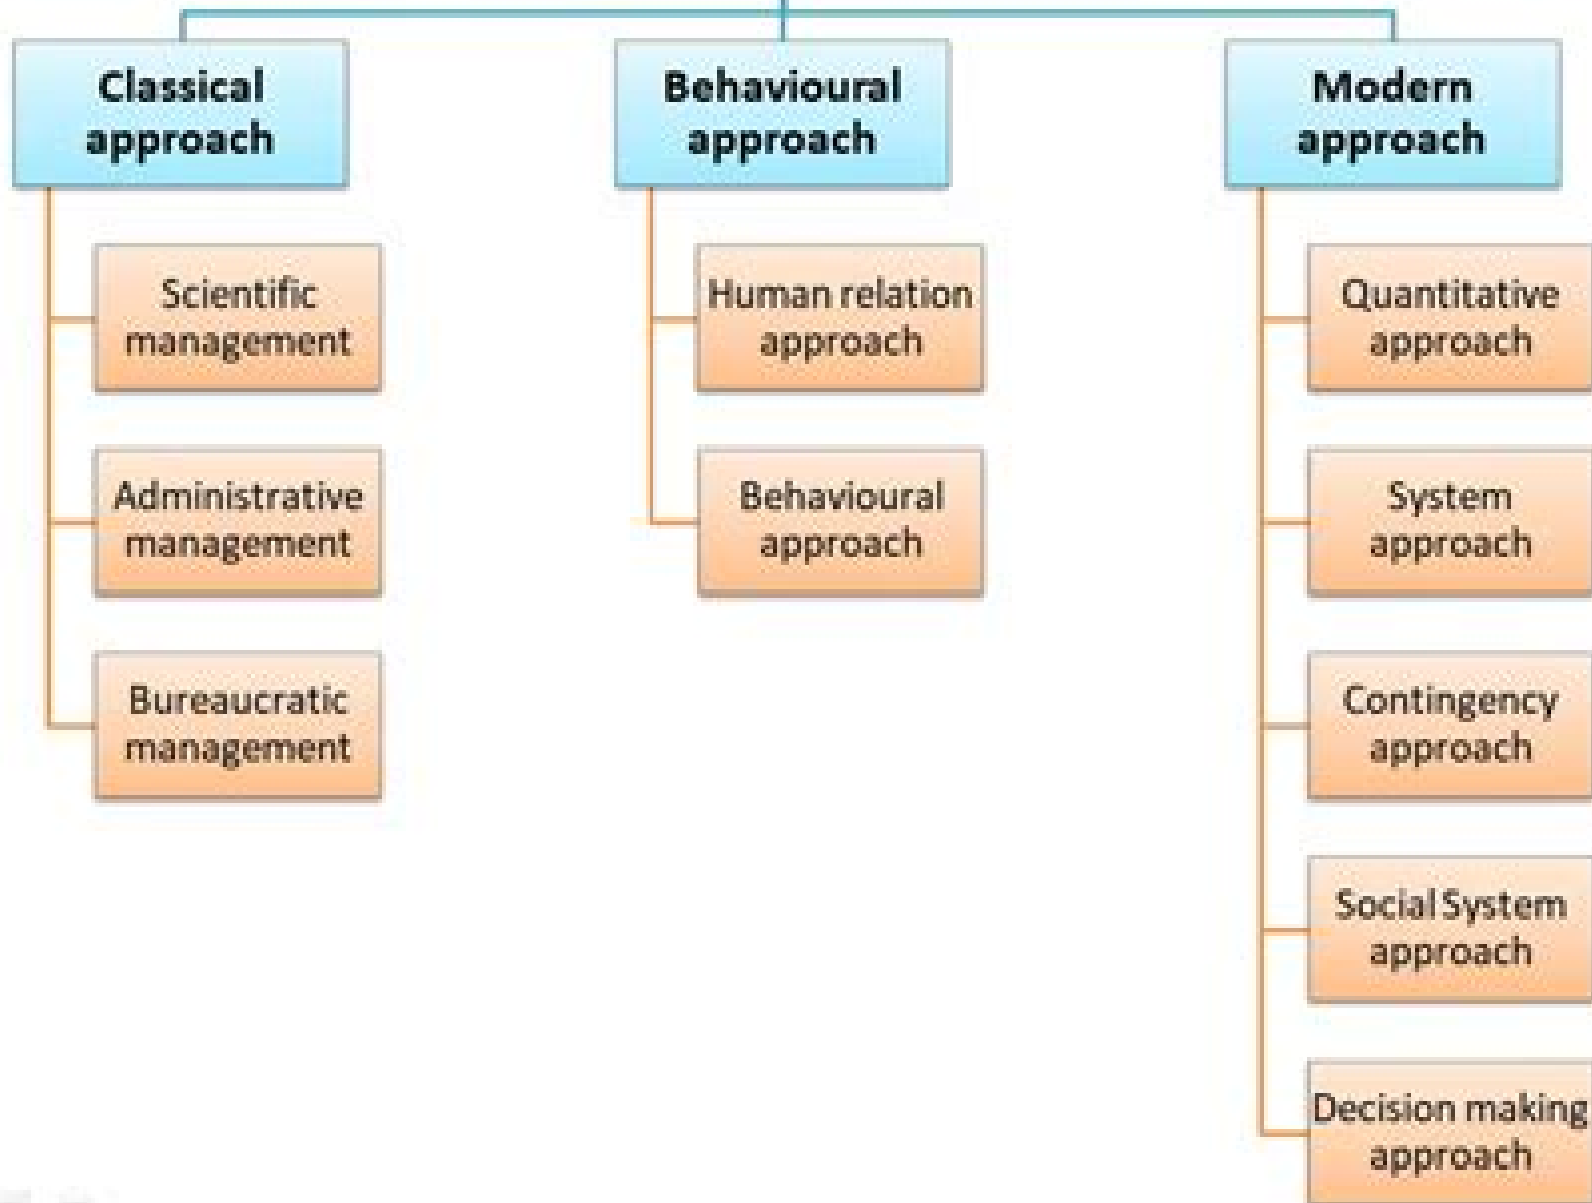 Classical
approach
Scientific
management
Administrative
management
Bureaucratic
management
Behavioural
approach
Human relation
approach
Behavioural
approach
Modern
approach
Quantitative
approach
System
approach
Contingency
approach
Social System
approach
Decision making
approach